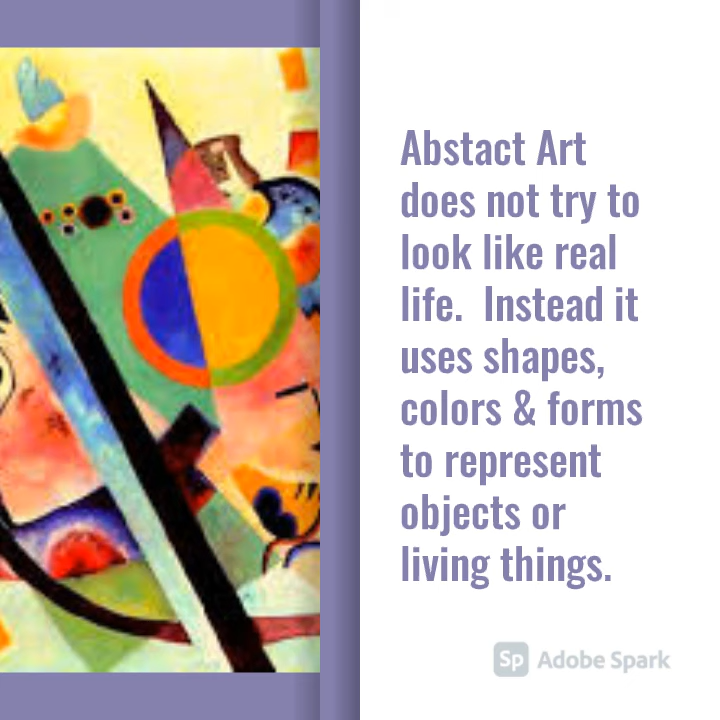 Abstact Art
does not try to
look like real
life.  Instead it
uses shapes,
colors & forms
to represent
objects or
living things.
Sp Adobe Spark